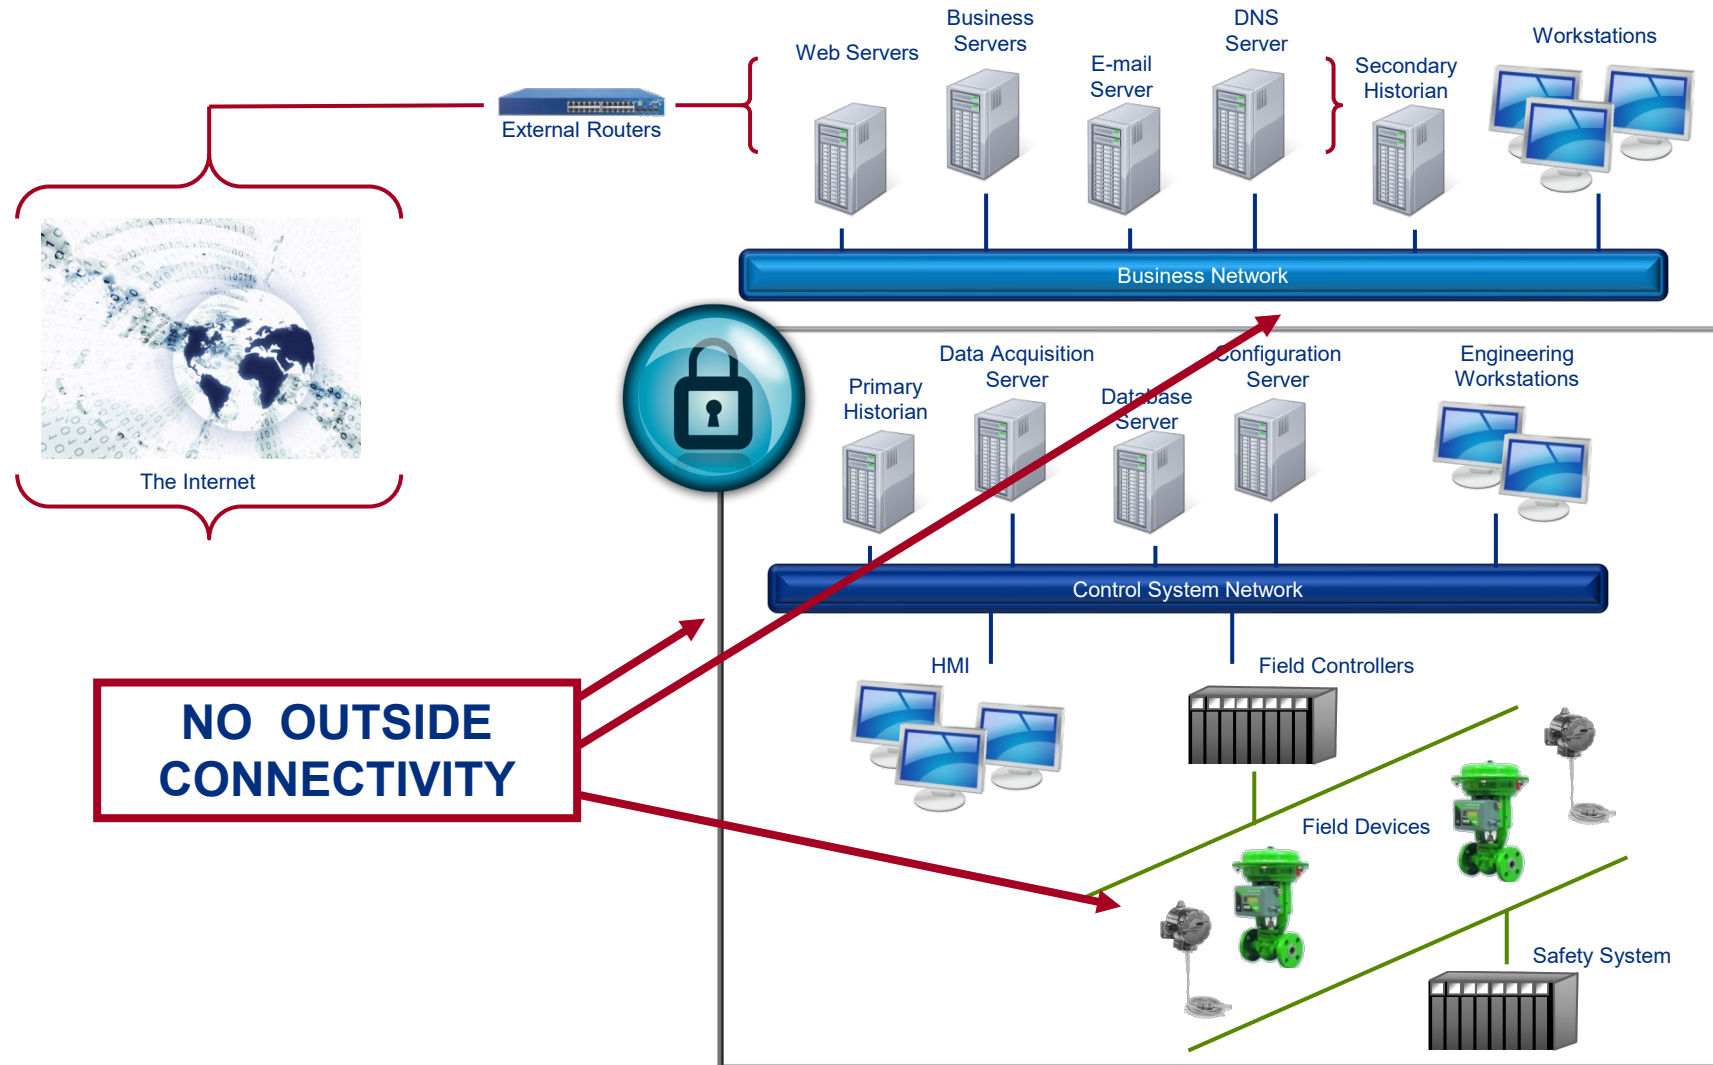 Web Servers
Business
Servers
E-mail
Server
DNS
Server
Secondary
Historian
Workstations
External Routers
Business Network
The Internet
Primary
Historian
Data Acquisition
Server
Database
Server
Configuration
Server
Engineering
Workstations
Control System Network
HMI
Field Controllers
NO OUTSIDE
CONNECTIVITY
Field Devices
Safety System